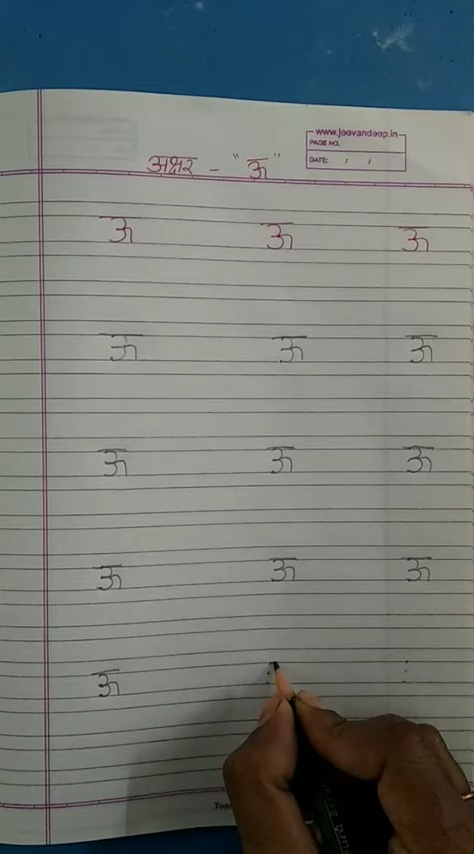 www.jeevandeep.in
PAGE NO.
DATE: / /
अक्षर - "ऊ"
ऊ ऊ ऊ
ऊ ऊ ऊ
ऊ ऊ ऊ
ऊ ऊ ऊ
ऊ